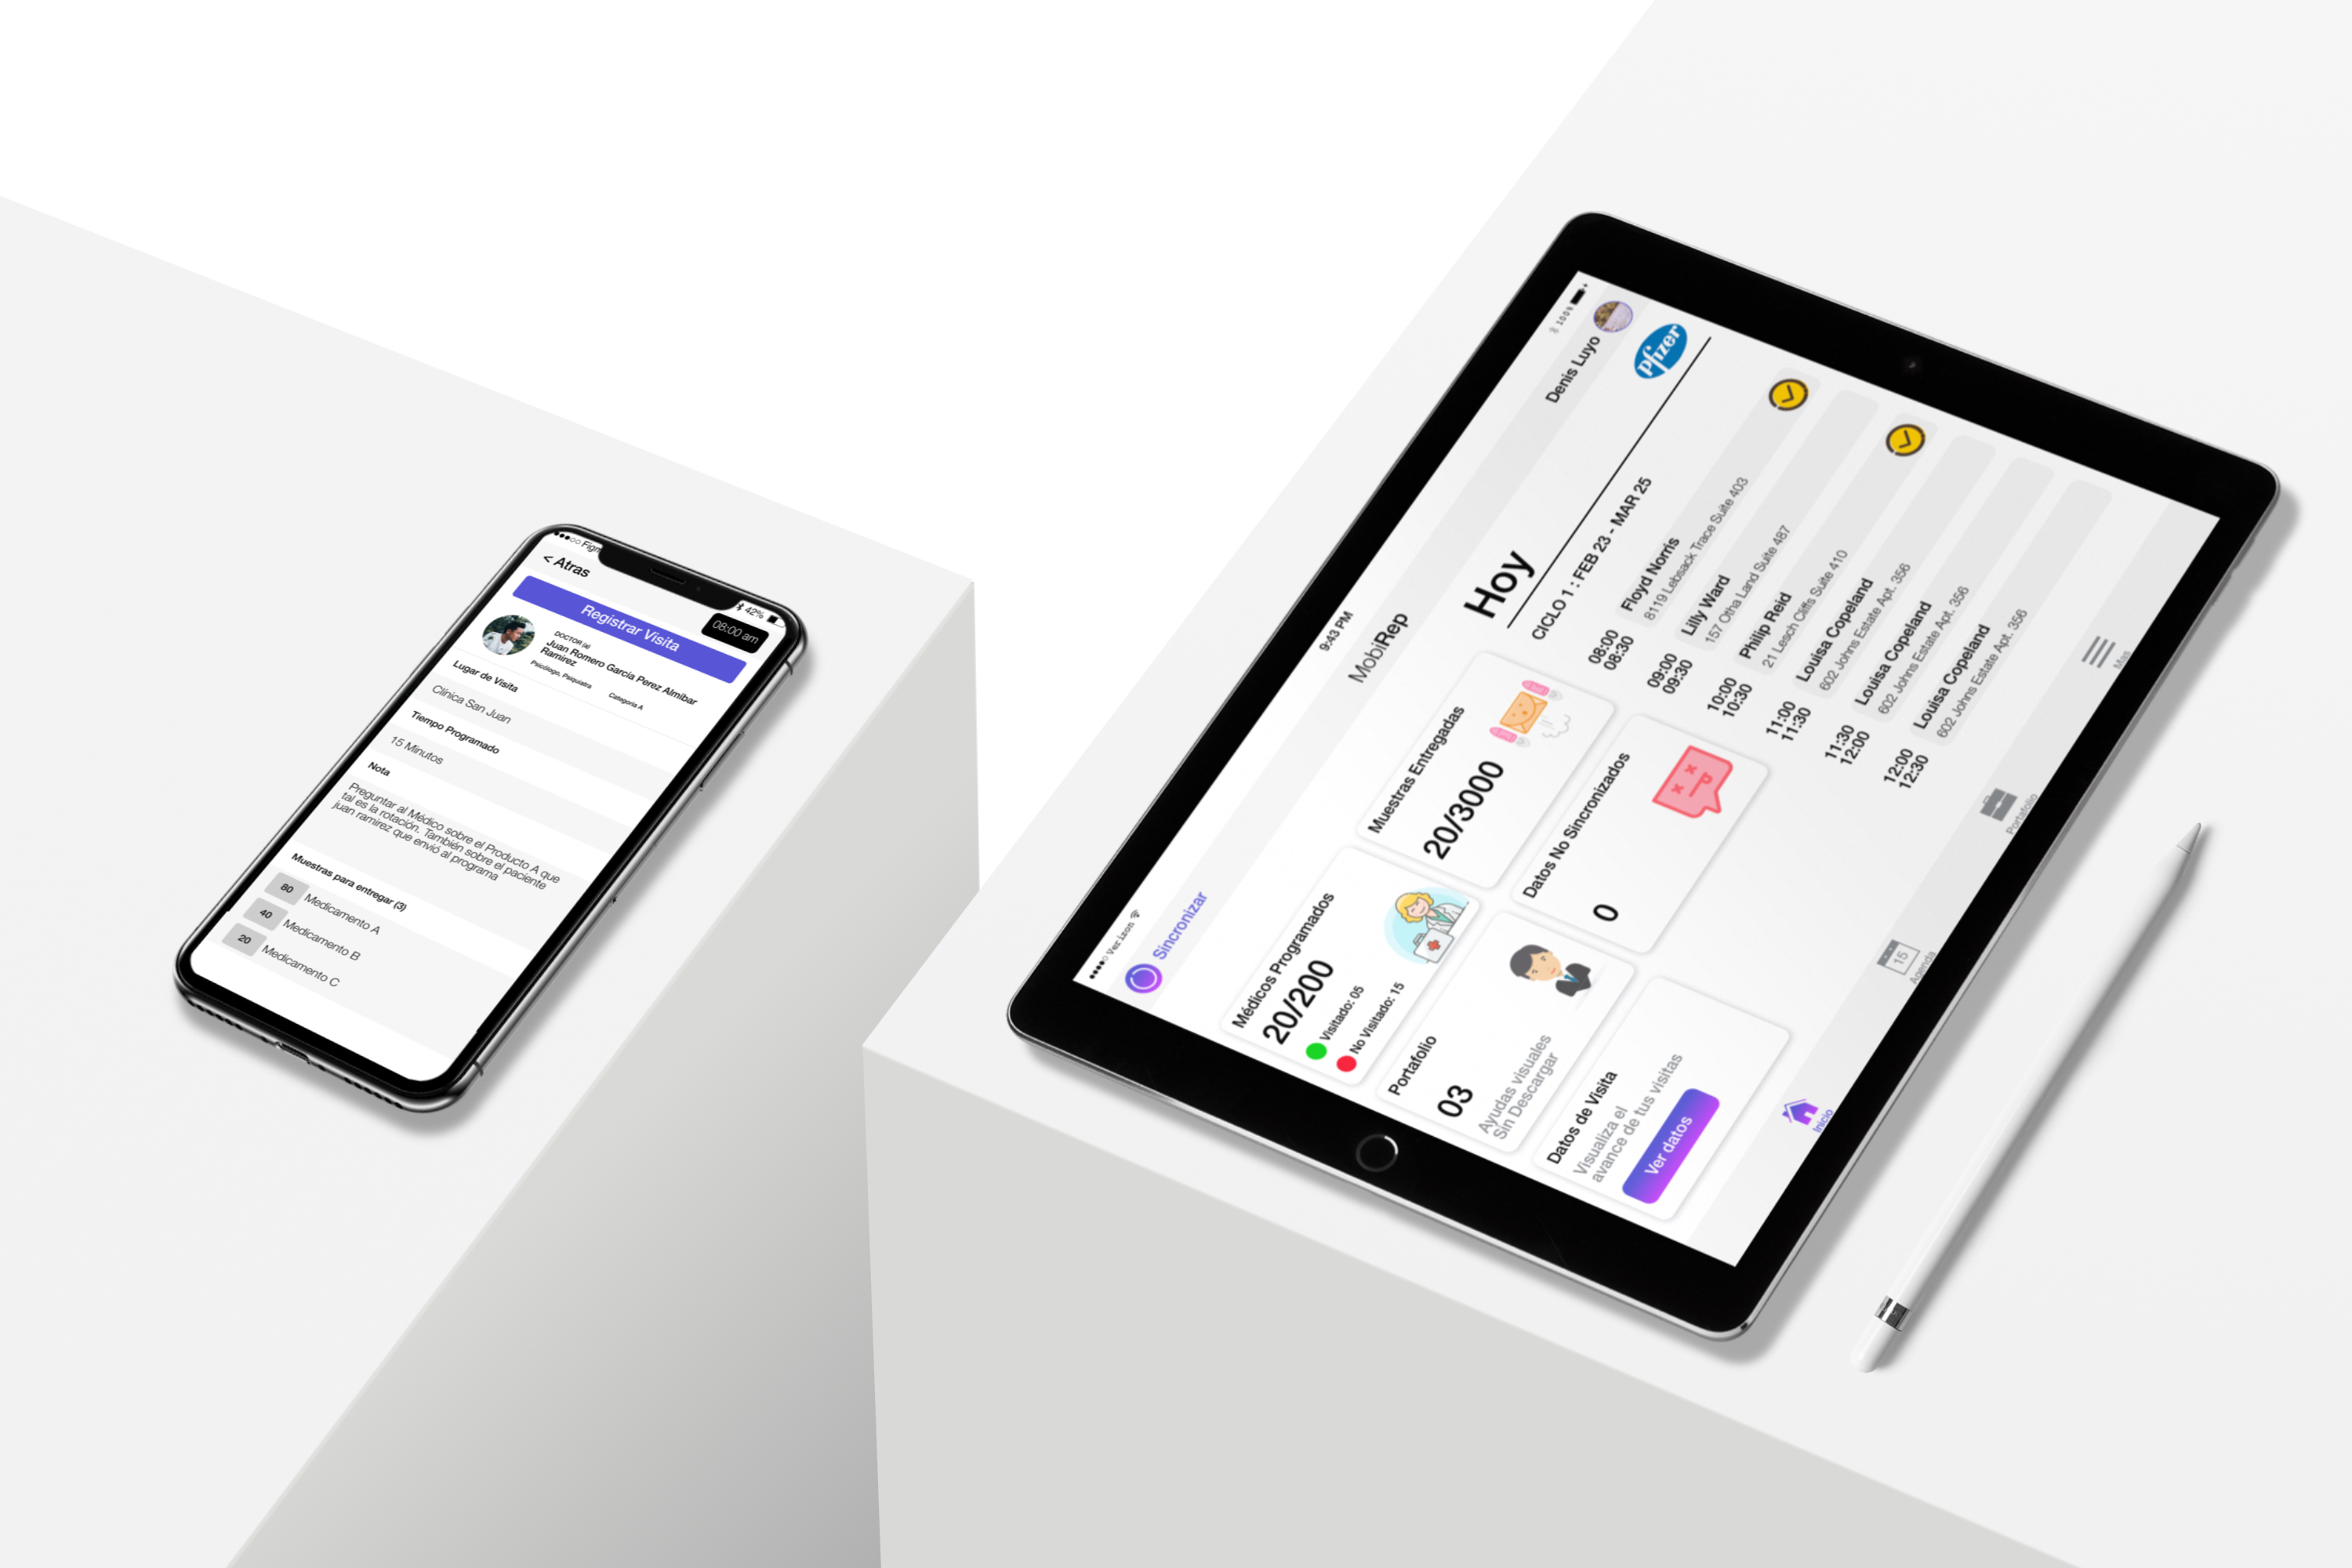 Figm
42%
< Atras
08:00 am
Registrar Visita
DOCTOR (a)
Juan Romero García Perez Almibar
Ramirez
Psicólogo, Psiquiatra
Categoria A
Lugar de Visita
Clínica San Juan
Tiempo Programado
15 Minutos
Nota
Preguntar al Médico sobre el Producto A que
tal es la rotación. También sobre el paciente
juan ramirez que envió al programa
Muestras para entregar (3)
80 Medicamento A
40 Medicamento B
20 Medicamento C
Verizon
9:43 PM
100%
Sincronizar
MobiRep
Denis Luyo
Médicos Programados
20/200
Visitado: 05
No Visitado: 15
Muestras Entregadas
20/3000
Portafolio
03
Ayudas visuales
Sin Descargar
Datos No Sincronizados
0
Datos de Visita
Visualiza el
avance de tus visitas
Ver datos
Hoy
Pfizer
CICLO 1 : FEB 23 - MAR 25
08:00
08:30
Floyd Norris
8119 Lebsack Trace Suite 403
09:00
09:30
Lilly Ward
157 Otha Land Suite 487
10:00
10:30
Phillip Reid
21 Lesch Cliffs Suite 410
11:00
11:30
Louisa Copeland
602 Johns Estate Apt. 356
11:30
12:00
Louisa Copeland
602 Johns Estate Apt. 356
12:00
12:30
Louisa Copeland
602 Johns Estate Apt. 356
Inicio
15
Agenda
Portafolio
Mas